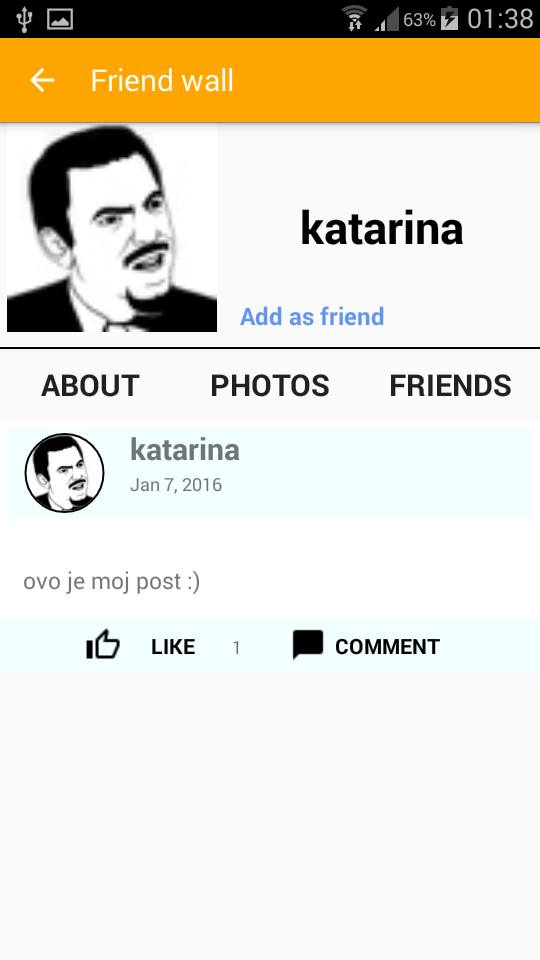 63% 01:38
Friend wall
katarina
Add as friend
ABOUT PHOTOS FRIENDS
katarina
Jan 7, 2016
ovo je moj post :)
LIKE 1 COMMENT